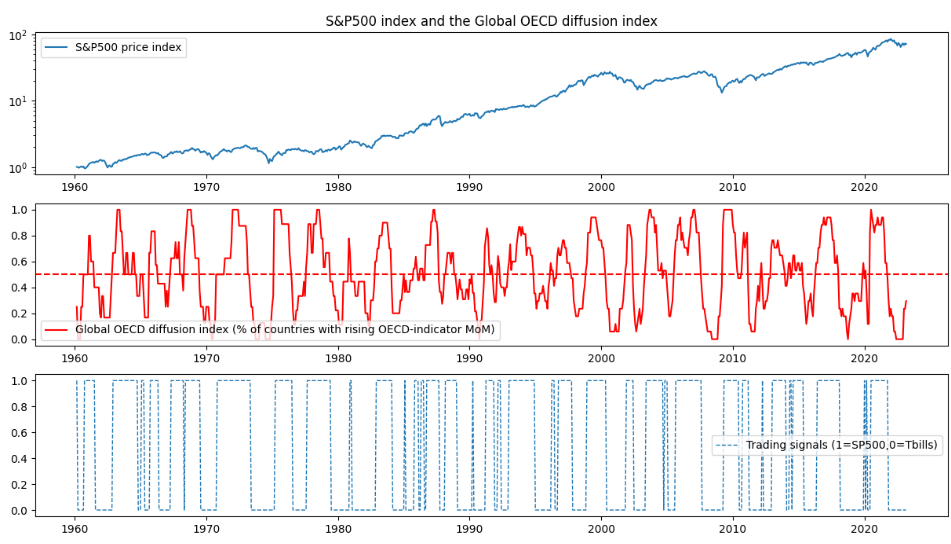 S&P500 index and the Global OECD diffusion index
10²
10¹
10⁰
S&P500 price index
1960 1970 1980 1990 2000 2010 2020
1.0
0.8
0.6
0.4
0.2
0.0
Global OECD diffusion index (% of countries with rising OECD-indicator MoM)
1960 1970 1980 1990 2000 2010 2020
1.0
0.8
0.6
0.4
0.2
0.0
Trading signals (1=SP500,0=Tbills)
1960 1970 1980 1990 2000 2010 2020